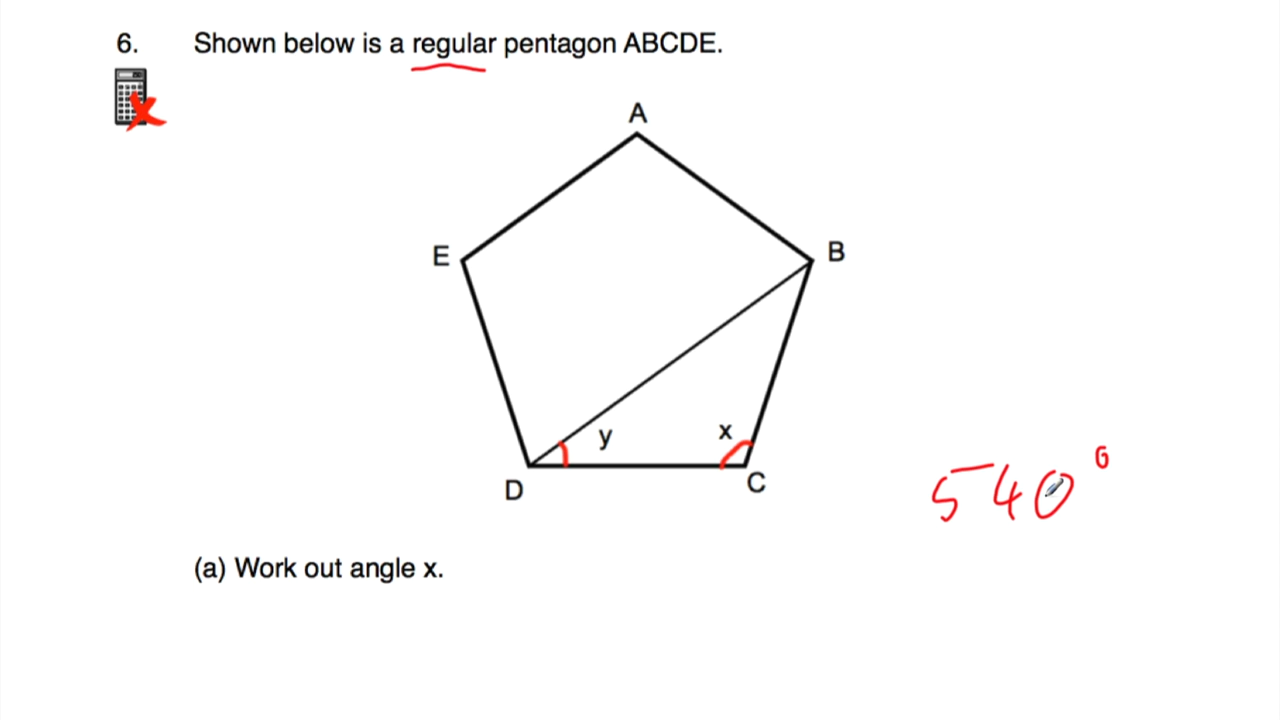 6. Shown below is a regular pentagon ABCDE.
A
E
B
y
x
D
C
540°
(a) Work out angle x.